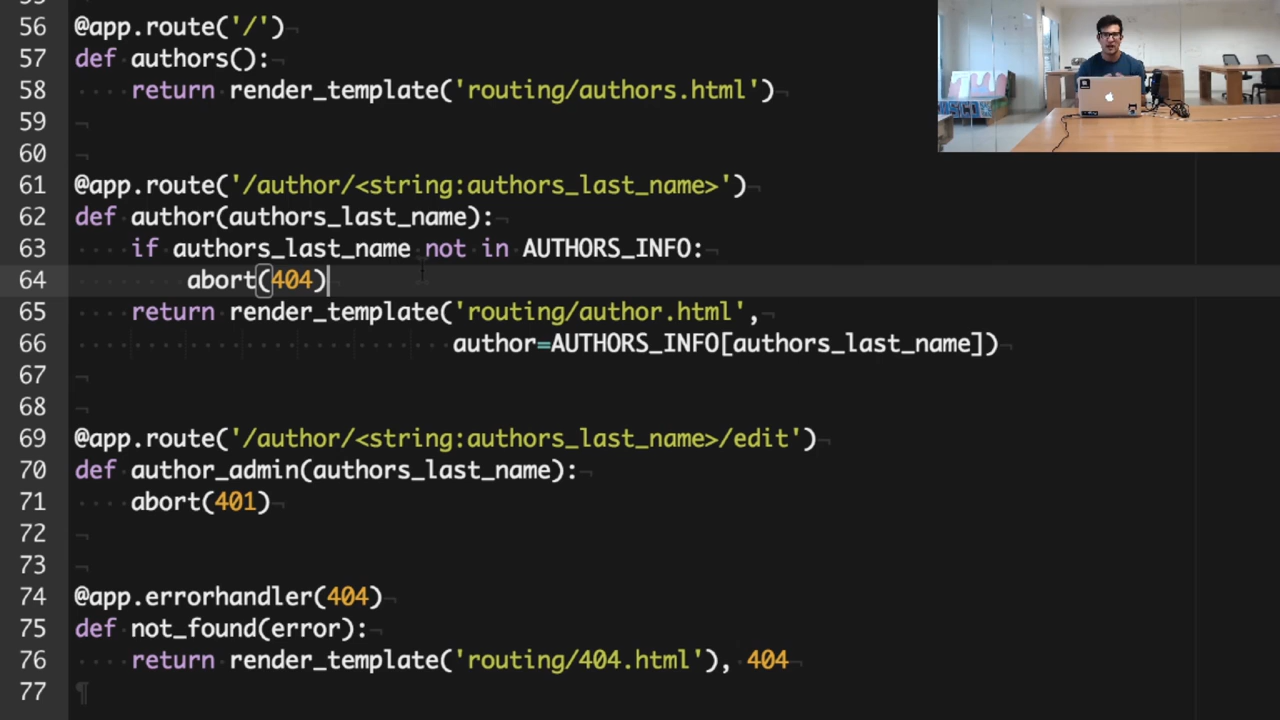 56 @app.route('/')
57 def authors():
58     return render_template('routing/authors.html')
59
60
61 @app.route('/author/<string:authors_last_name>')
62 def author(authors_last_name):
63     if authors_last_name not in AUTHORS_INFO:
64         abort(404)
65     return render_template('routing/author.html',
66                            author=AUTHORS_INFO[authors_last_name])
67
68
69 @app.route('/author/<string:authors_last_name>/edit')
70 def author_admin(authors_last_name):
71     abort(401)
72
73
74 @app.errorhandler(404)
75 def not_found(error):
76     return render_template('routing/404.html'), 404
77